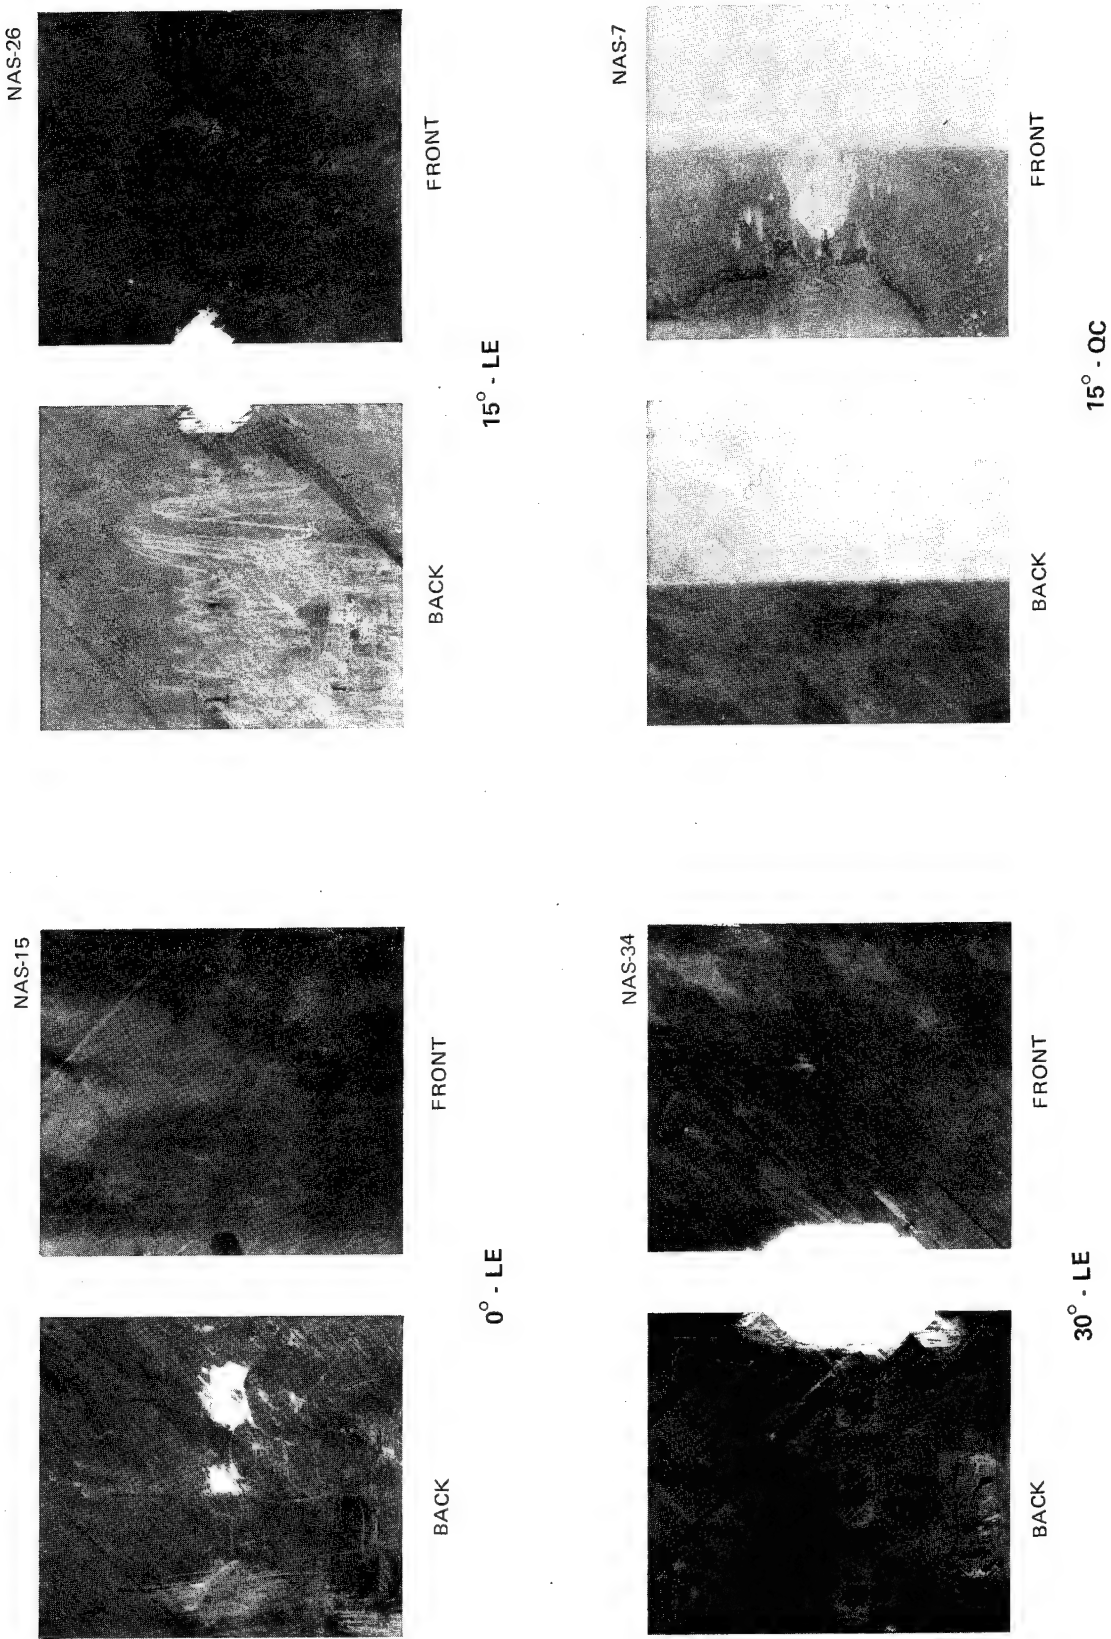 NAS-15
NAS-26
BACK
FRONT
BACK
FRONT
0° - LE
15° - LE
NAS-34
NAS-7
BACK
FRONT
BACK
FRONT
30° - LE
15° - QC